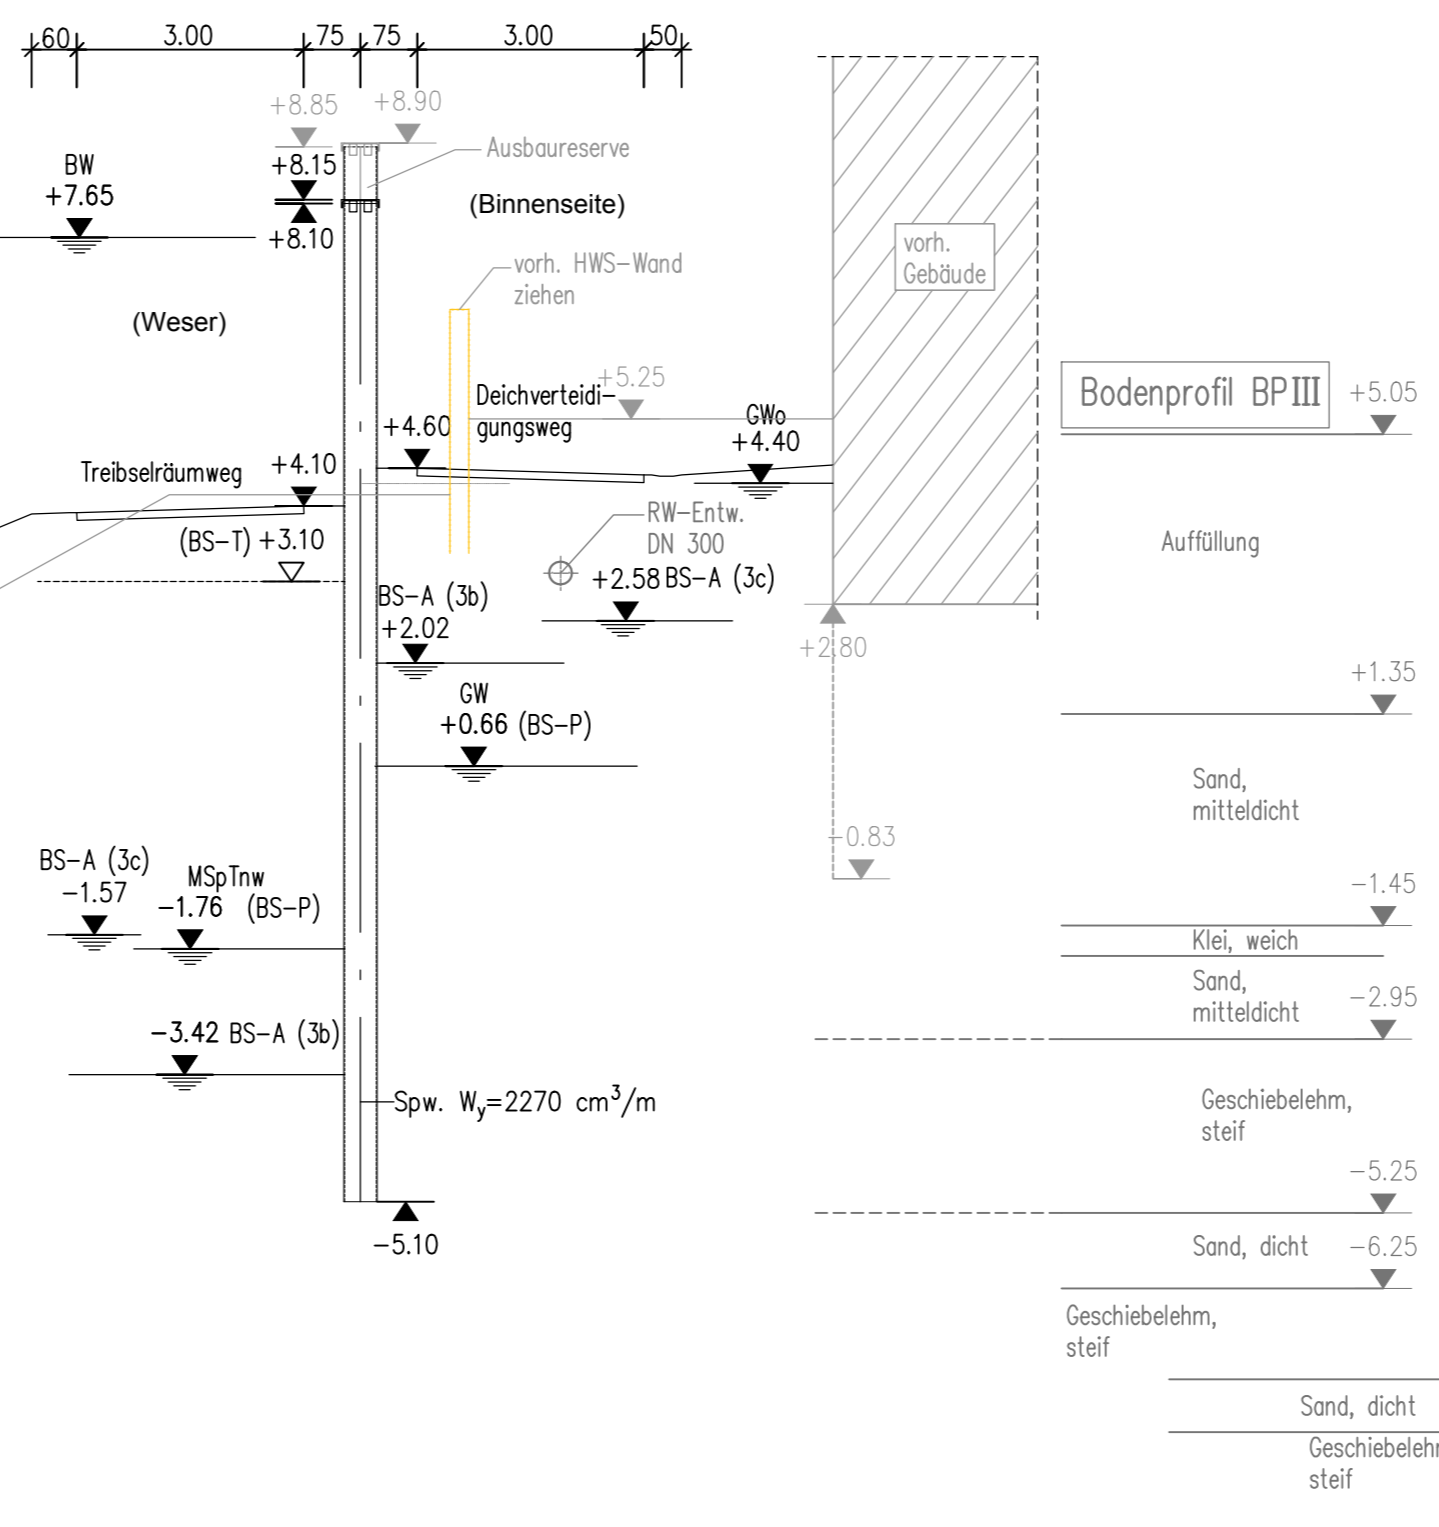 60 3.00 75 75 3.00 50
+8.85 +8.90
Ausbaureserve
BW
+7.65
+8.15
+8.10
(Binnenseite)
vorh.
Gebäude
vorh. HWS-Wand
ziehen
(Weser)
+5.25
Deichverteidi-
gungsweg
+4.60
GWo
+4.40
Bodenprofil BPIII +5.05
Treibselräumweg +4.10
(BS-T) +3.10
RW-Entw.
DN 300
+2.58 BS-A (3c)
Auffüllung
BS-A (3b)
+2.02
+2.80
GW
+0.66 (BS-P)
+1.35
Sand,
mitteldicht
-0.83
BS-A (3c)
-1.57
MSpTnw
-1.76 (BS-P)
-1.45
Klei, weich
Sand,
mitteldicht
-2.95
-3.42 BS-A (3b)
Spw. Wy=2270 cm³/m
Geschiebelehm,
steif
-5.25
-5.10
Sand, dicht -6.25
Geschiebelehm,
steif
Sand, dicht
Geschiebelehm
steif